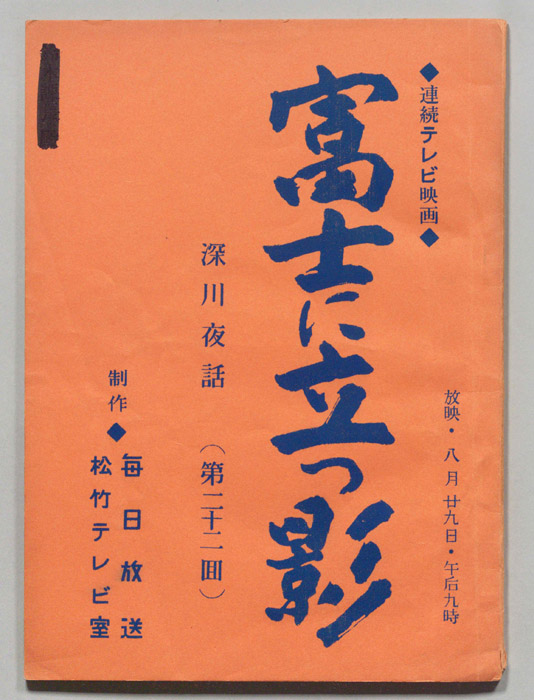 ◆連続テレビ映画◆
放映・八月廿九日・午后九時
富士に立つ影
深川夜話(第二十二回)
制作◆毎日放送
松竹テレビ室